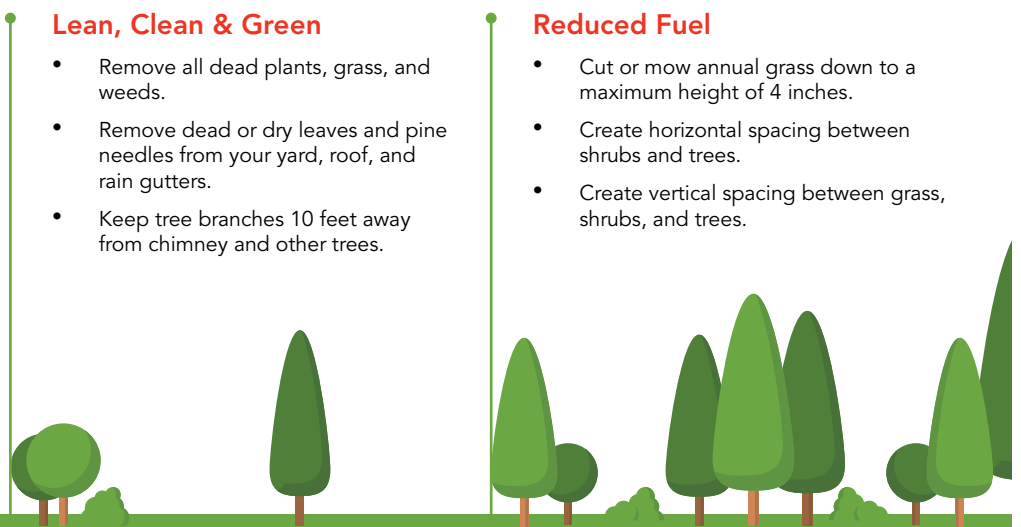 Lean, Clean & Green
• Remove all dead plants, grass, and
weeds.
• Remove dead or dry leaves and pine
needles from your yard, roof, and
rain gutters.
• Keep tree branches 10 feet away
from chimney and other trees.
Reduced Fuel
• Cut or mow annual grass down to a
maximum height of 4 inches.
• Create horizontal spacing between
shrubs and trees.
• Create vertical spacing between grass,
shrubs, and trees.